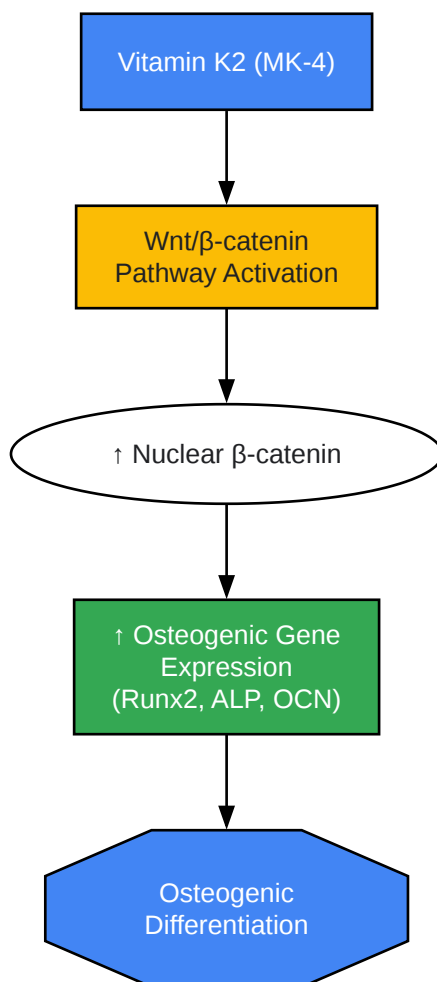 Vitamin K2 (MK-4)
Wnt/β-catenin
Pathway Activation
↑ Nuclear β-catenin
↑ Osteogenic Gene
Expression
(Runx2, ALP, OCN)
Osteogenic
Differentiation